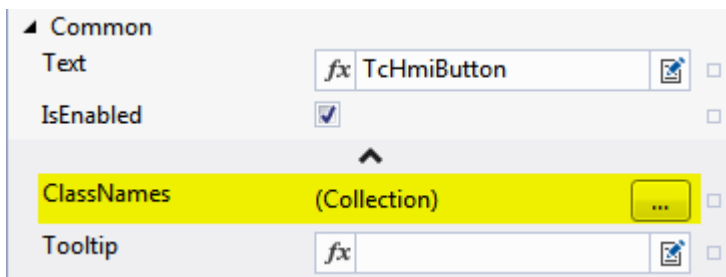 Common
Text fx TcHmiButton
IsEnabled
ClassNames (Collection) ...
Tooltip fx